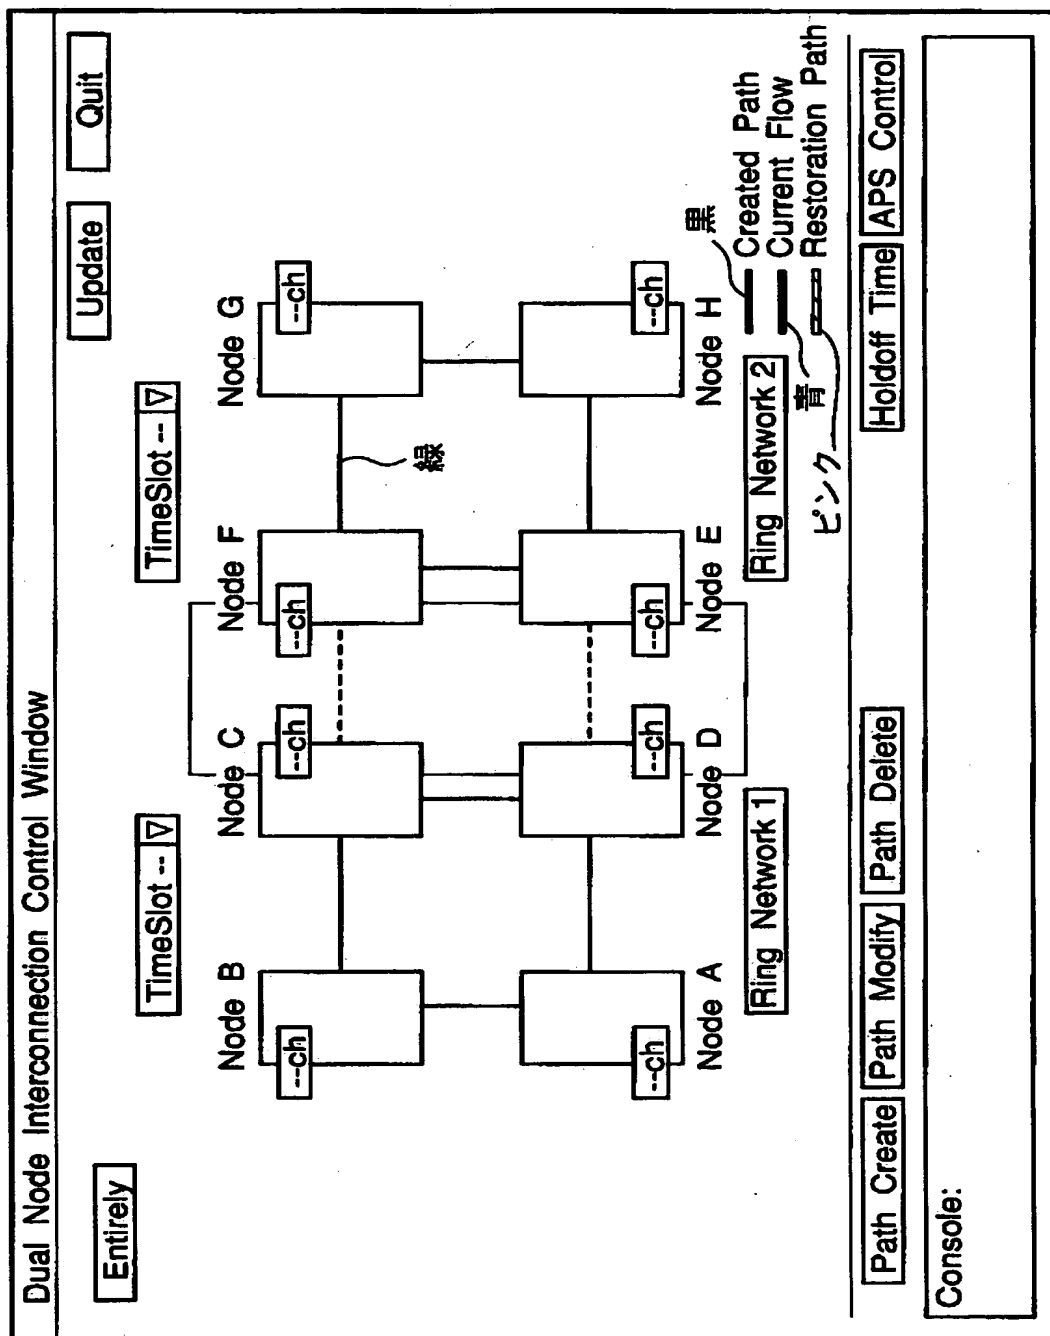 Dual Node Interconnection Control Window
Entirely
Update
Quit
TimeSlot -- ▽
TimeSlot -- ▽
Node B
Node C
Node F
Node G
--ch
--ch
--ch
--ch
緑
--ch
--ch
--ch
--ch
Node A
Node D
Node E
Node H
Ring Network 1
Ring Network 2
黒
Created Path
青
Current Flow
ピンク
Restoration Path
Path Create
Path Modify
Path Delete
Holdoff Time
APS Control
Console: